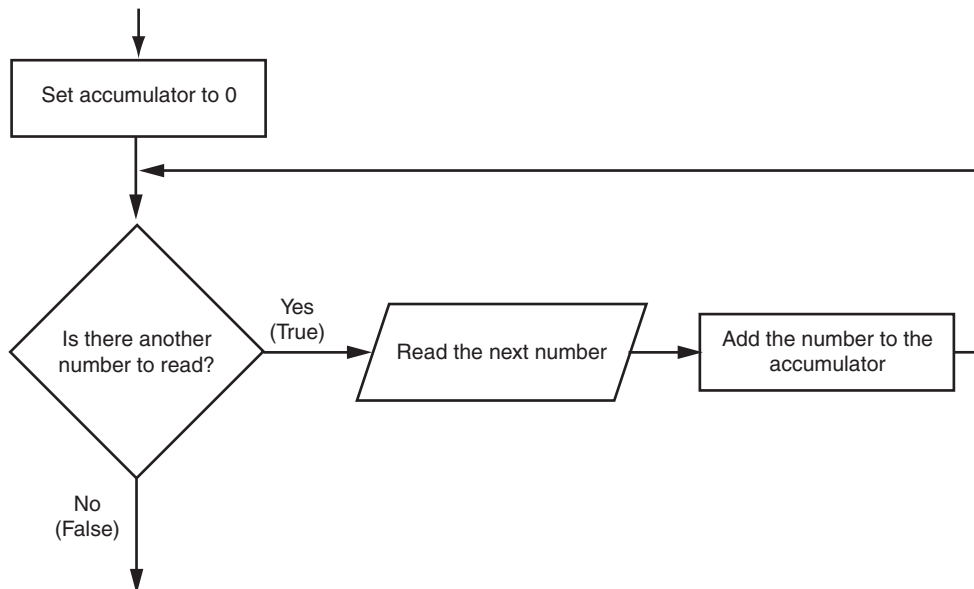 Set accumulator to 0
Is there another
number to read?
Yes
(True)
Read the next number
Add the number to the
accumulator
No
(False)